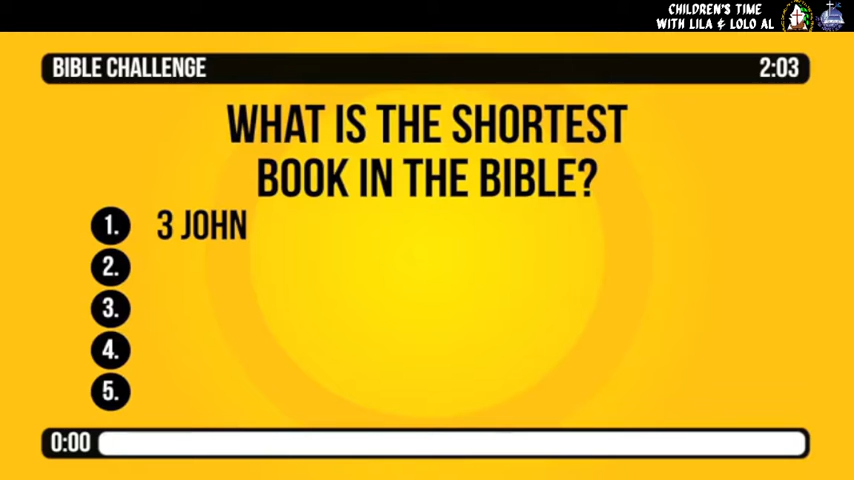 CHILDREN'S TIME
WITH LILA & LOLO AL
BIBLE CHALLENGE
2:03
WHAT IS THE SHORTEST
BOOK IN THE BIBLE?
1. 3 JOHN
2.
3.
4.
5.
0:00